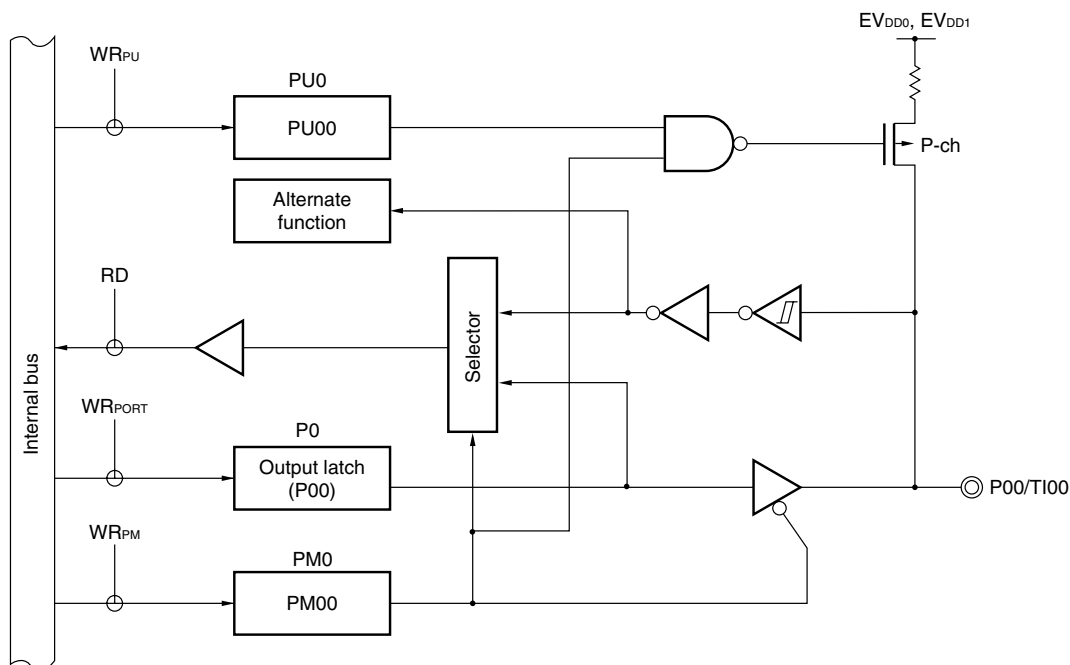 EVDD0, EVDD1
WRPU
PU0
PU00
P-ch
Alternate
function
RD
Selector
Internal bus
WRPORT
P0
Output latch
(P00)
P00/TI00
WRPM
PM0
PM00